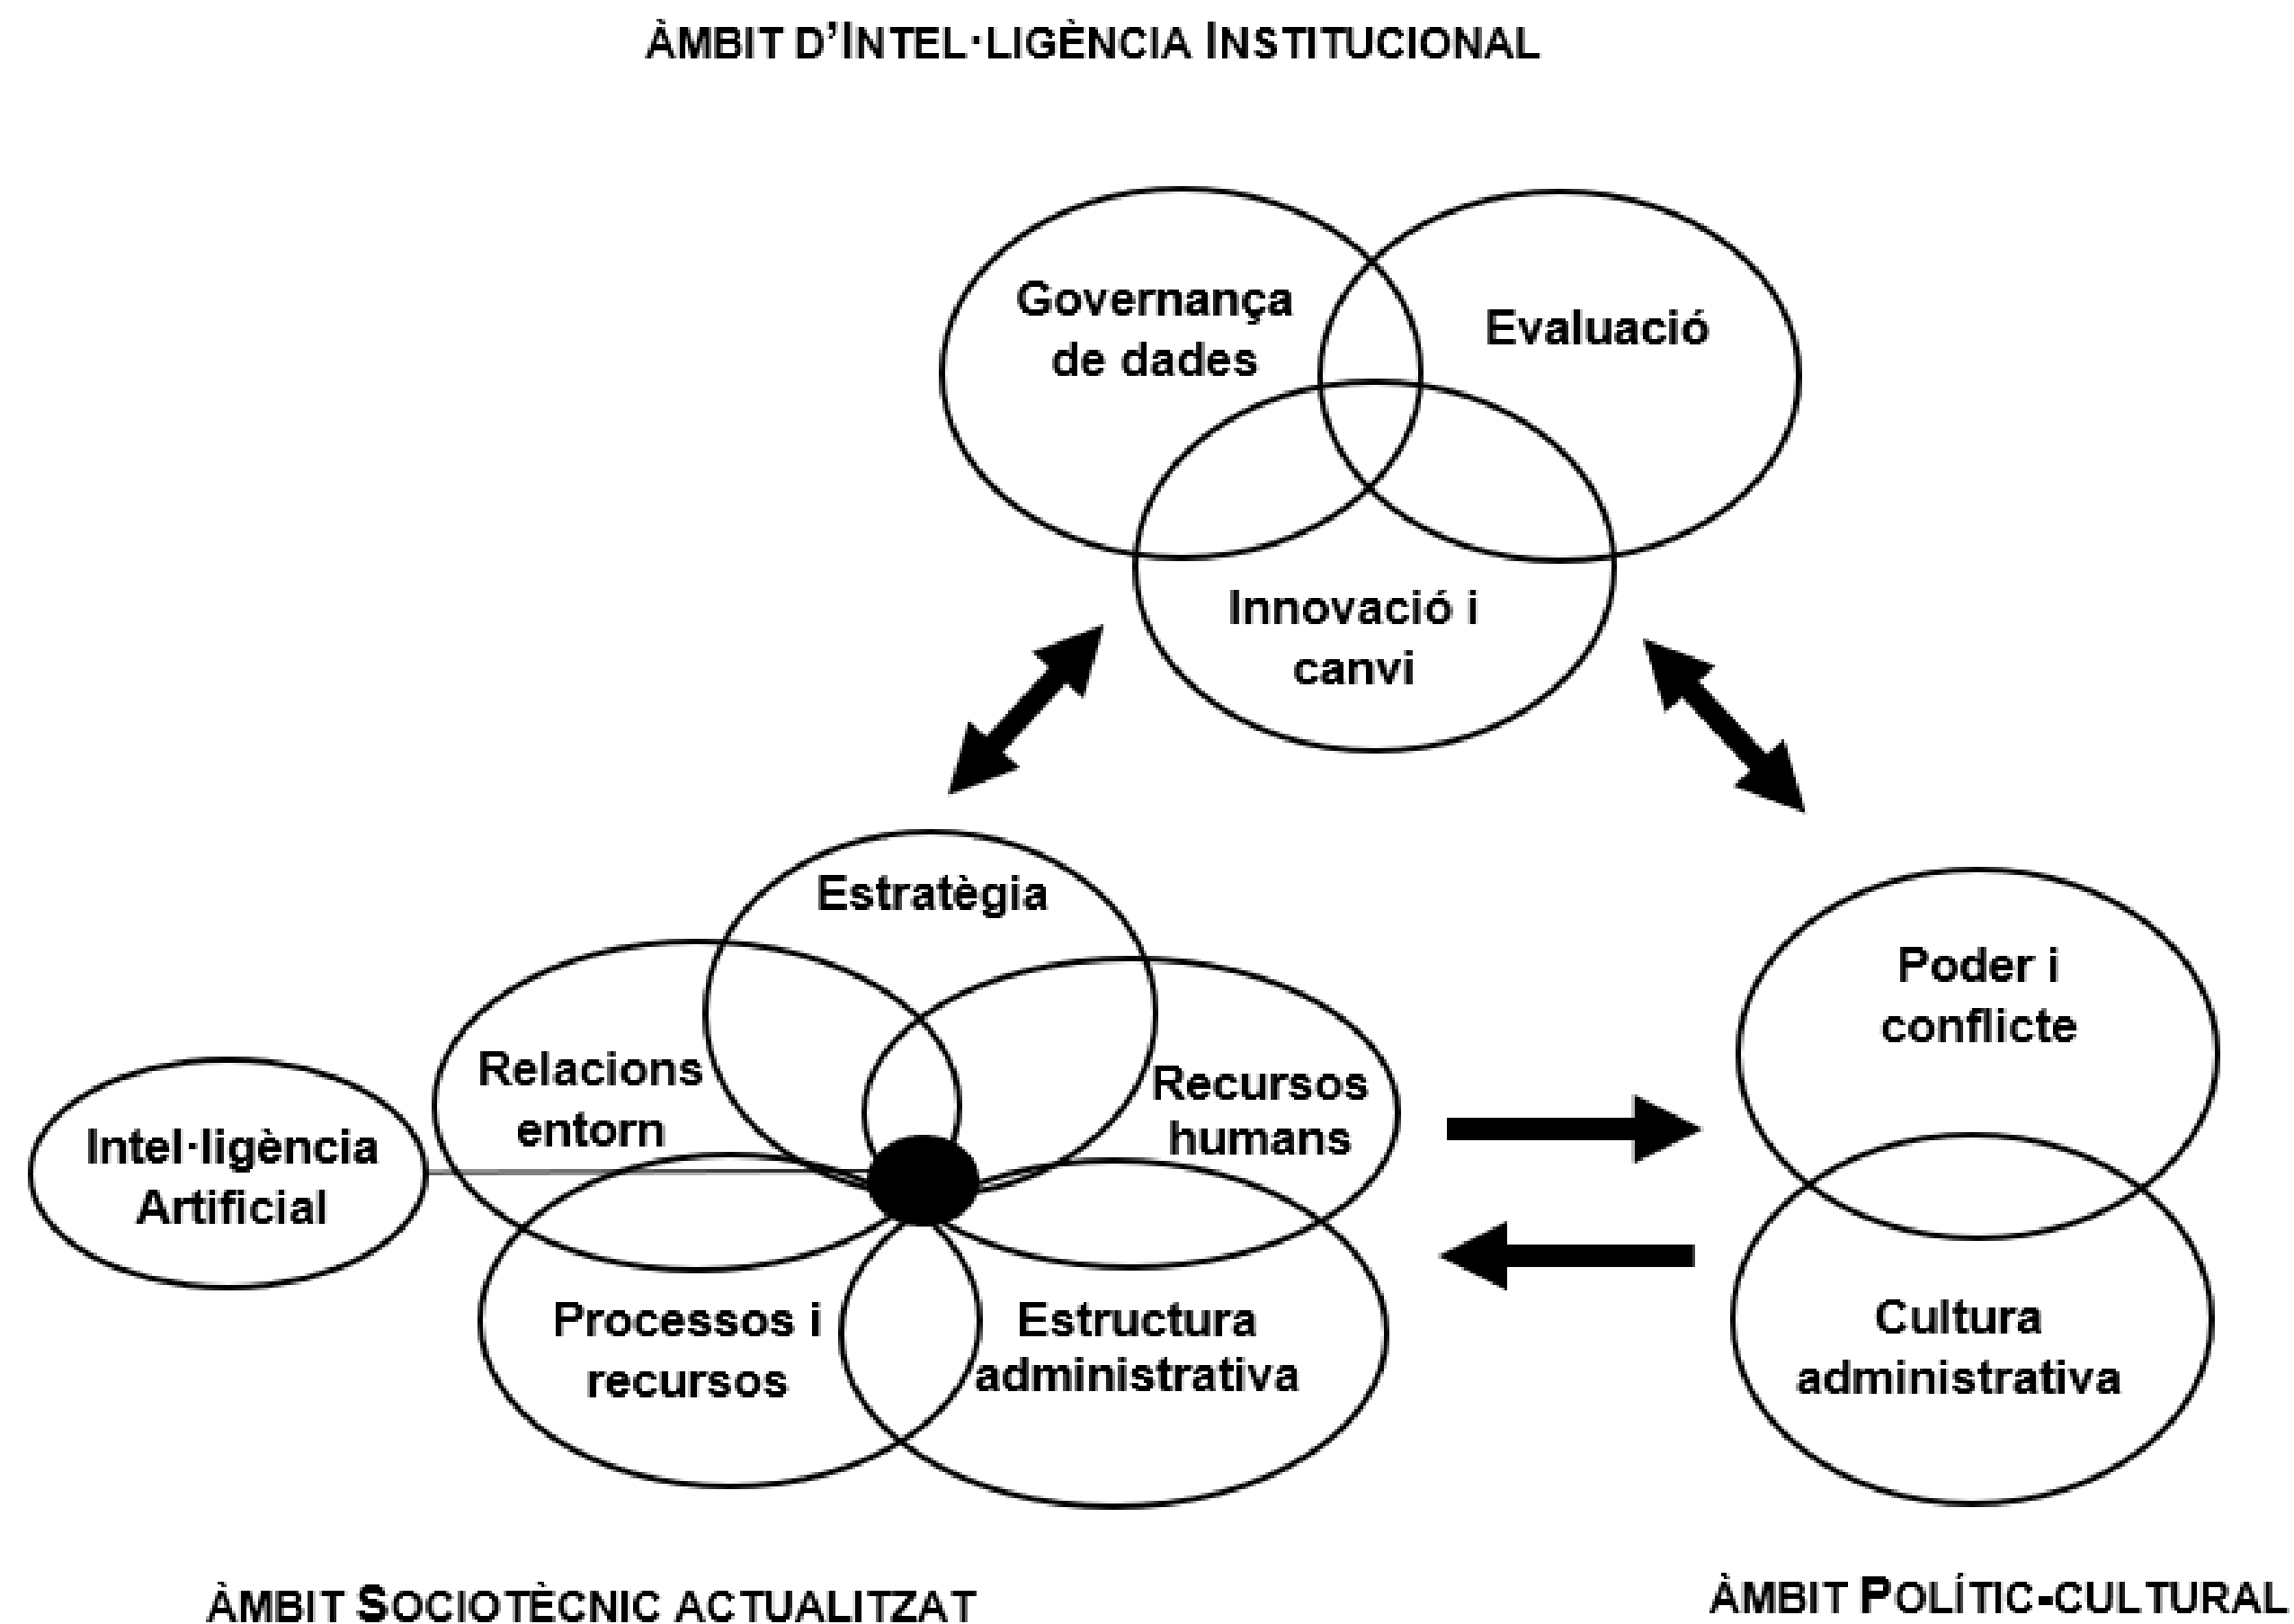 ÀMBIT D’INTEL·LIGÈNCIA INSTITUCIONAL
Governança
de dades
Evaluació
Innovació i
canvi
Estratègia
Relacions
entorn
Recursos
humans
Intel·ligència
Artificial
Processos i
recursos
Estructura
administrativa
Poder i
conflicte
Cultura
administrativa
ÀMBIT SOCIOTÈCNIC ACTUALITZAT
ÀMBIT POLÍTIC-CULTURAL